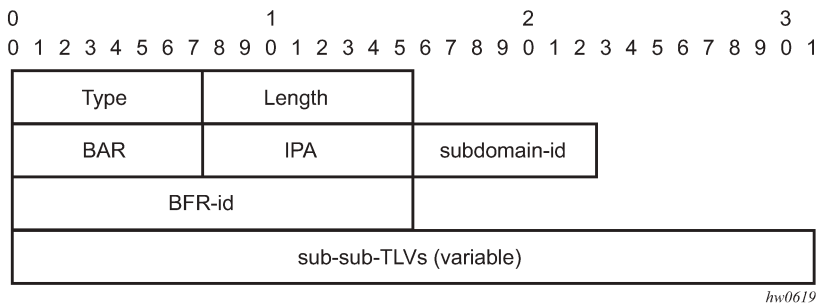 0 1 2 3
0 1 2 3 4 5 6 7 8 9 0 1 2 3 4 5 6 7 8 9 0 1 2 3 4 5 6 7 8 9 0 1
Type Length
BAR IPA subdomain-id
BFR-id
sub-sub-TLVs (variable)
hw0619